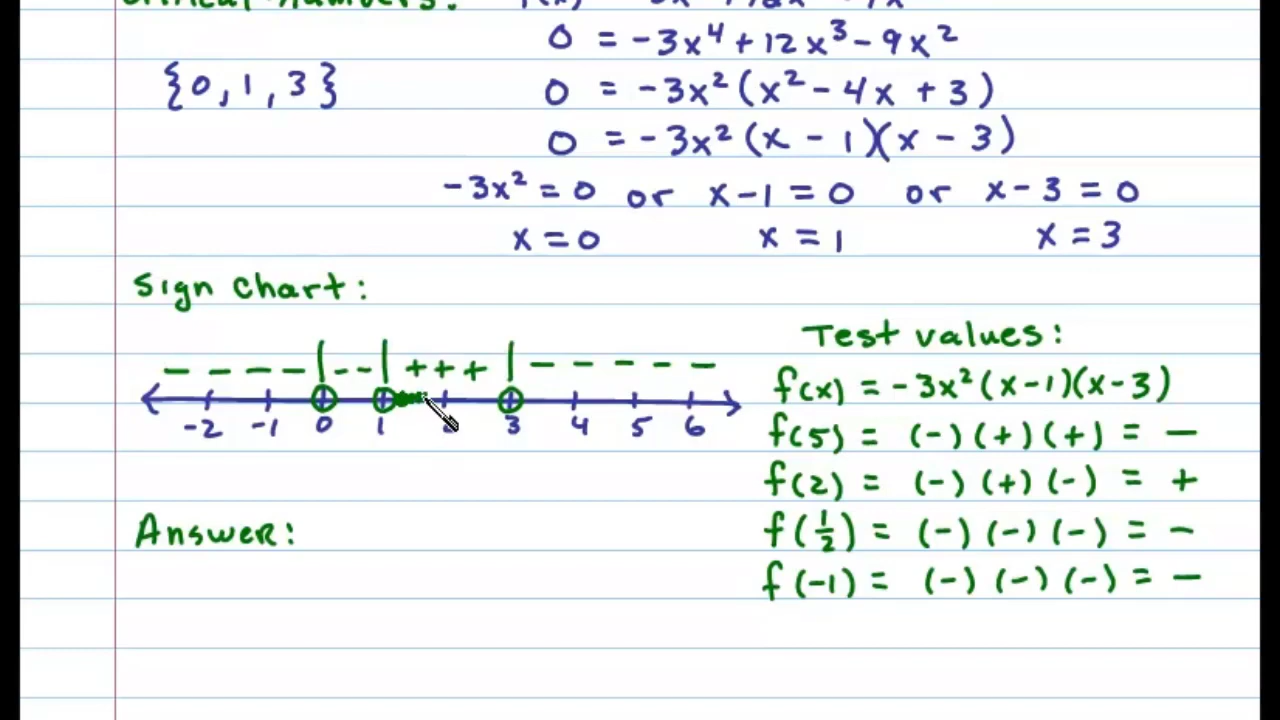 0 = -3x⁴ + 12x³ - 9x²
{0, 1, 3}
0 = -3x² (x² - 4x + 3)
0 = -3x² (x - 1)(x - 3)
-3x² = 0 or x - 1 = 0 or x - 3 = 0
x = 0 x = 1 x = 3
Sign chart:
Test values:
- - - - | - - | + + + | - - - - -
f(x) = -3x² (x-1)(x-3)
-2 -1 0 1 3 4 5 6
f(5) = (-) (+) (+) = -
f(2) = (-) (+) (-) = +
Answer:
f(½) = (-) (-) (-) = -
f(-1) = (-) (-) (-) = -